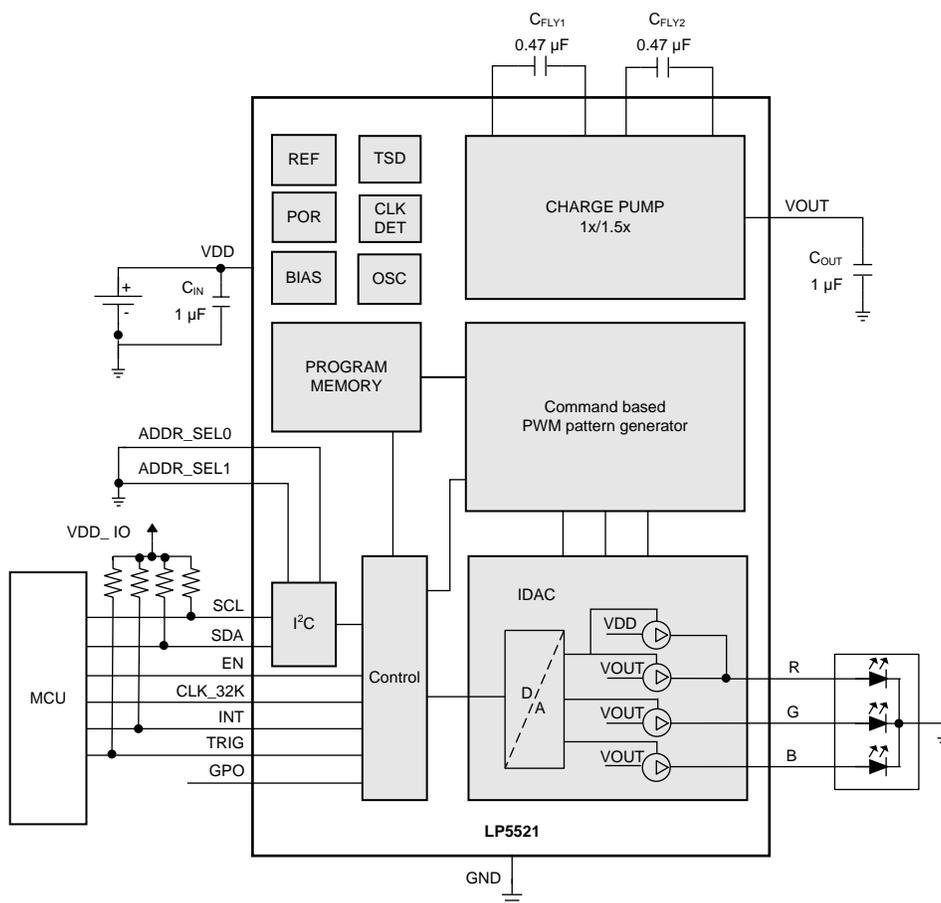 CFLY1
0.47 µF
CFLY2
0.47 µF
REF
TSD
POR
CLK
DET
BIAS
OSC
CHARGE PUMP
1x/1.5x
VOUT
COUT
1 µF
VDD
+
-
CIN
1 µF
PROGRAM
MEMORY
Command based
PWM pattern generator
ADDR_SEL0
ADDR_SEL1
VDD_ IO
MCU
SCL
SDA
EN
CLK_32K
INT
TRIG
GPO
I²C
Control
IDAC
D
A
VDD
VOUT
VOUT
VOUT
R
G
B
LP5521
GND